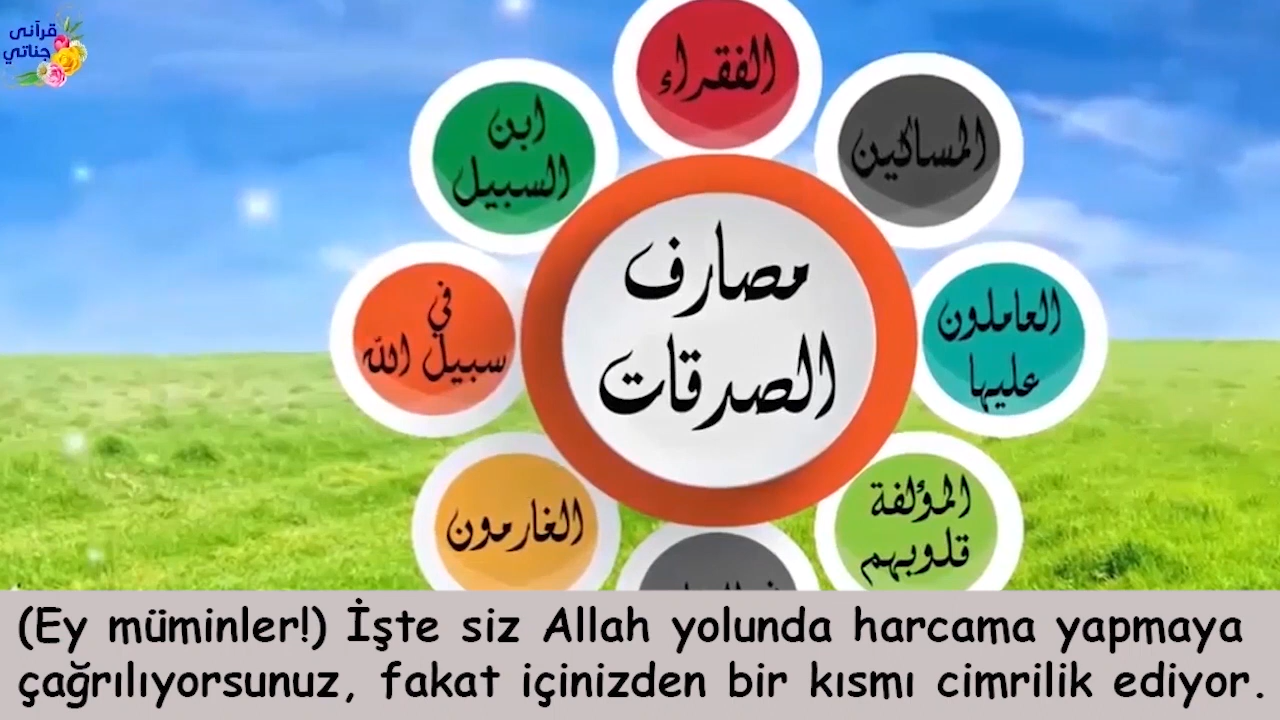 قرآنی
جناتي
الفقراء
المساكين
ابن
السبيل
مصارف
الصدقات
العاملون
عليها
في
سبيل الله
المؤلفة
قلوبهم
الغارمون
(Ey müminler!) İşte siz Allah yolunda harcama yapmaya
çağrılıyorsunuz, fakat içinizden bir kısmı cimrilik ediyor.